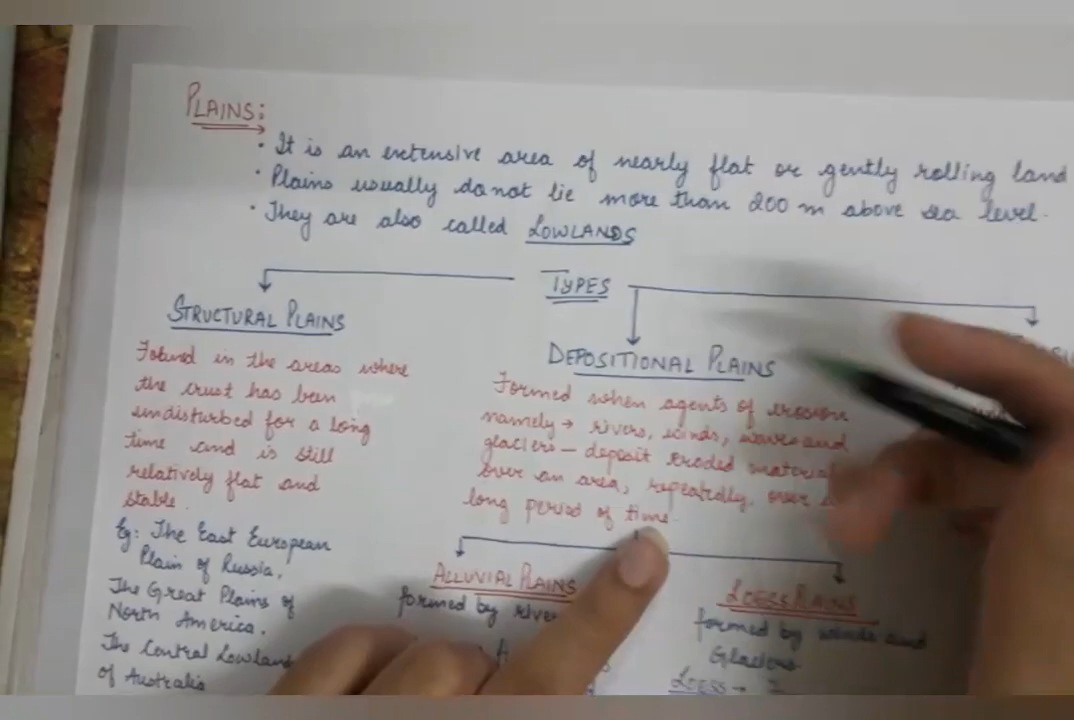 PLAINS:
• It is an extensive area of nearly flat or gently rolling land
• Plains usually do not lie more than 200 m above sea level.
• They are also called LOWLANDS
TYPES
STRUCTURAL PLAINS
Found in the areas where
the crust has been
undisturbed for a long
time and is still
relatively flat and
stable.
Eg: The East European
Plain of Russia,
The Great Plains of
North America.
The Central Lowland
of Australia
DEPOSITIONAL PLAINS
Formed when agents of erosion
namely → rivers, winds, waves and
glaciers — deposit eroded material
over an area, repeatedly, over
long period of time.
ALLUVIAL PLAINS
formed by
LOESS PLAINS
formed by winds and
Glaciers
LOESS →